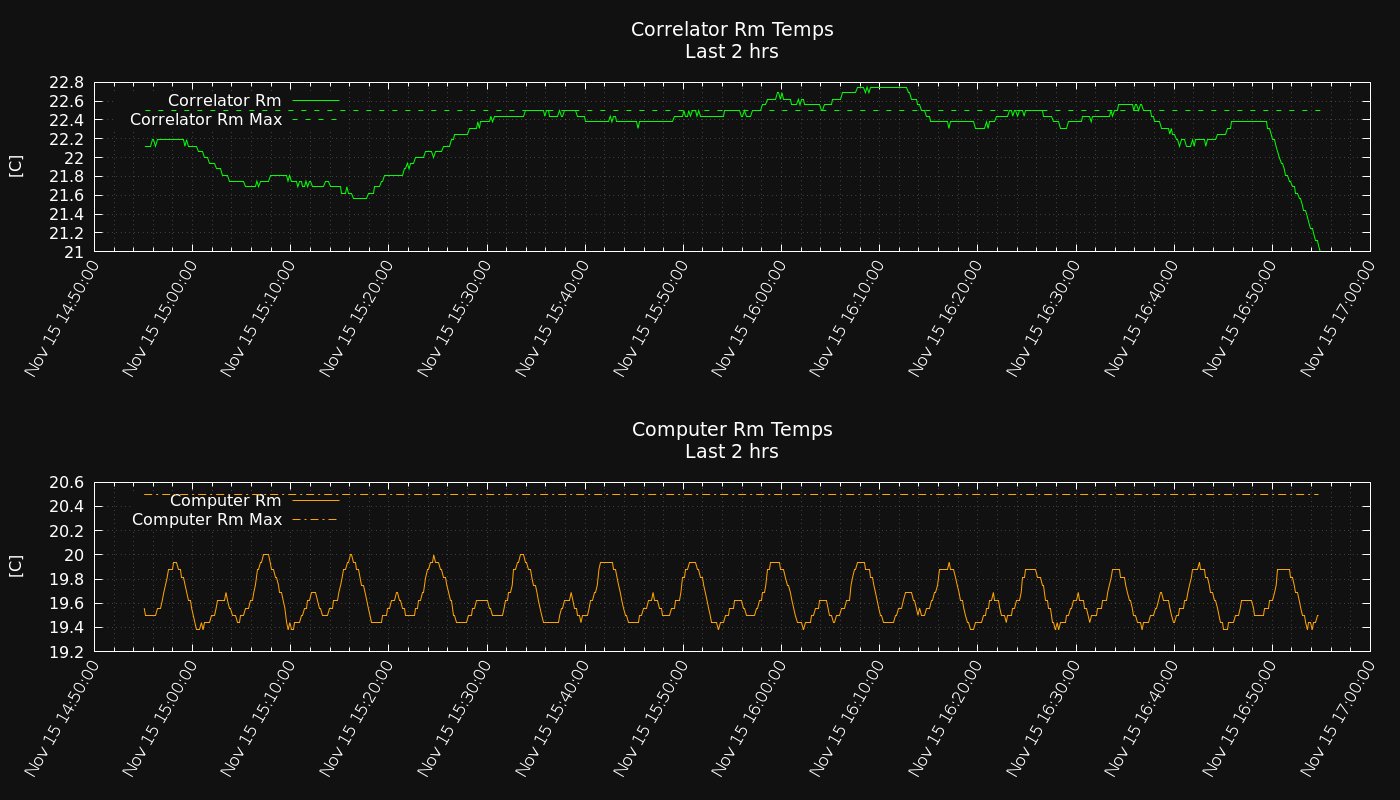 Correlator Rm Temps
Last 2 hrs
22.8
22.6
22.4
22.2
22
21.8
21.6
21.4
21.2
21
[C]
Correlator Rm
Correlator Rm Max
Nov 15 14:50:00
Nov 15 15:00:00
Nov 15 15:10:00
Nov 15 15:20:00
Nov 15 15:30:00
Nov 15 15:40:00
Nov 15 15:50:00
Nov 15 16:00:00
Nov 15 16:10:00
Nov 15 16:20:00
Nov 15 16:30:00
Nov 15 16:40:00
Nov 15 16:50:00
Nov 15 17:00:00
Computer Rm Temps
Last 2 hrs
20.6
20.4
20.2
20
19.8
19.6
19.4
19.2
[C]
Computer Rm
Computer Rm Max
Nov 15 14:50:00
Nov 15 15:00:00
Nov 15 15:10:00
Nov 15 15:20:00
Nov 15 15:30:00
Nov 15 15:40:00
Nov 15 15:50:00
Nov 15 16:00:00
Nov 15 16:10:00
Nov 15 16:20:00
Nov 15 16:30:00
Nov 15 16:40:00
Nov 15 16:50:00
Nov 15 17:00:00